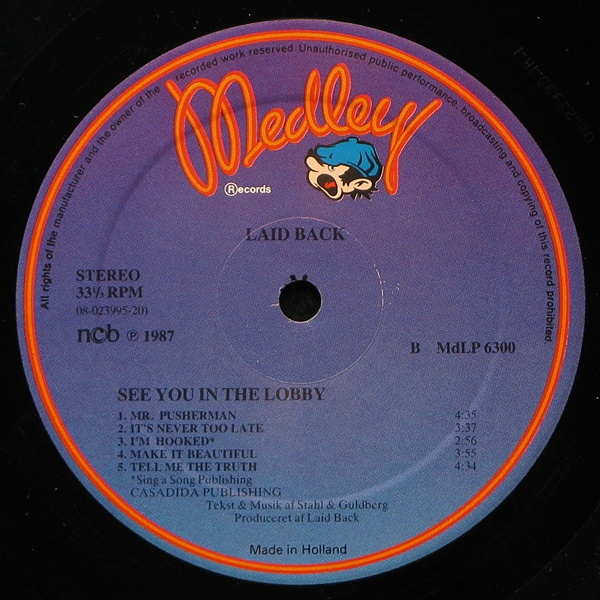 All rights of the manufacturer and the owner of the recorded work reserved. Unauthorised public performance, broadcasting and copying of this record prohibited.
Medley
Ⓡecords
LAID BACK
STEREO
33⅓ RPM
08-023995-20)
ncb ℗ 1987
B MdLP 6300
SEE YOU IN THE LOBBY
1. MR. PUSHERMAN 4:35
2. IT'S NEVER TOO LATE 3:37
3. I'M HOOKED* 2:56
4. MAKE IT BEAUTIFUL 3:55
5. TELL ME THE TRUTH 4:34
*Sing a Song Publishing
CASADIDA PUBLISHING
Tekst & Musik af Stahl & Guldberg
Produceret af Laid Back
Made in Holland